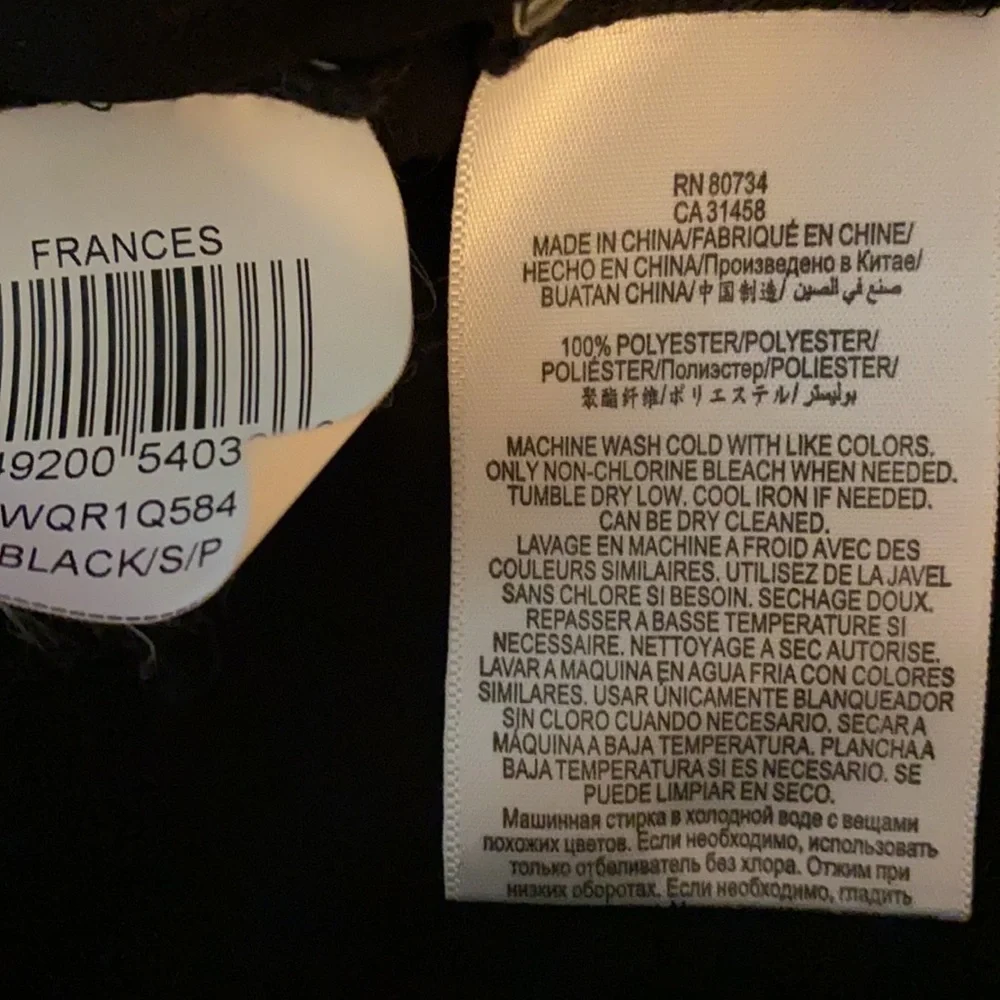 FRANCES
49200 5403
WQR1Q584
BLACK/S/P
RN 80734
CA 31458
MADE IN CHINA/FABRIQUÉ EN CHINE/
HECHO EN CHINA/Произведено в Китае/
BUATAN CHINA/中国制造/ صنع في الصين
100% POLYESTER/POLYESTER/
POLIÉSTER/Полиэстер/POLIESTER/
聚酯纤维/ポリエステル/ بوليستر
MACHINE WASH COLD WITH LIKE COLORS.
ONLY NON-CHLORINE BLEACH WHEN NEEDED.
TUMBLE DRY LOW. COOL IRON IF NEEDED.
CAN BE DRY CLEANED.
LAVAGE EN MACHINE A FROID AVEC DES
COULEURS SIMILAIRES. UTILISEZ DE LA JAVEL
SANS CHLORE SI BESOIN. SECHAGE DOUX.
REPASSER A BASSE TEMPERATURE SI
NECESSAIRE. NETTOYAGE A SEC AUTORISE.
LAVAR A MAQUINA EN AGUA FRIA CON COLORES
SIMILARES. USAR ÚNICAMENTE BLANQUEADOR
SIN CLORO CUANDO NECESARIO. SECAR A
MÁQUINA A BAJA TEMPERATURA. PLANCHA A
BAJA TEMPERATURA SI ES NECESARIO. SE
PUEDE LIMPIAR EN SECO.
Машинная стирка в холодной воде с вещами
похожих цветов. Если необходимо, использовать
только отбеливатель без хлора. Отжим при
низких оборотах. Если необходимо, гладить